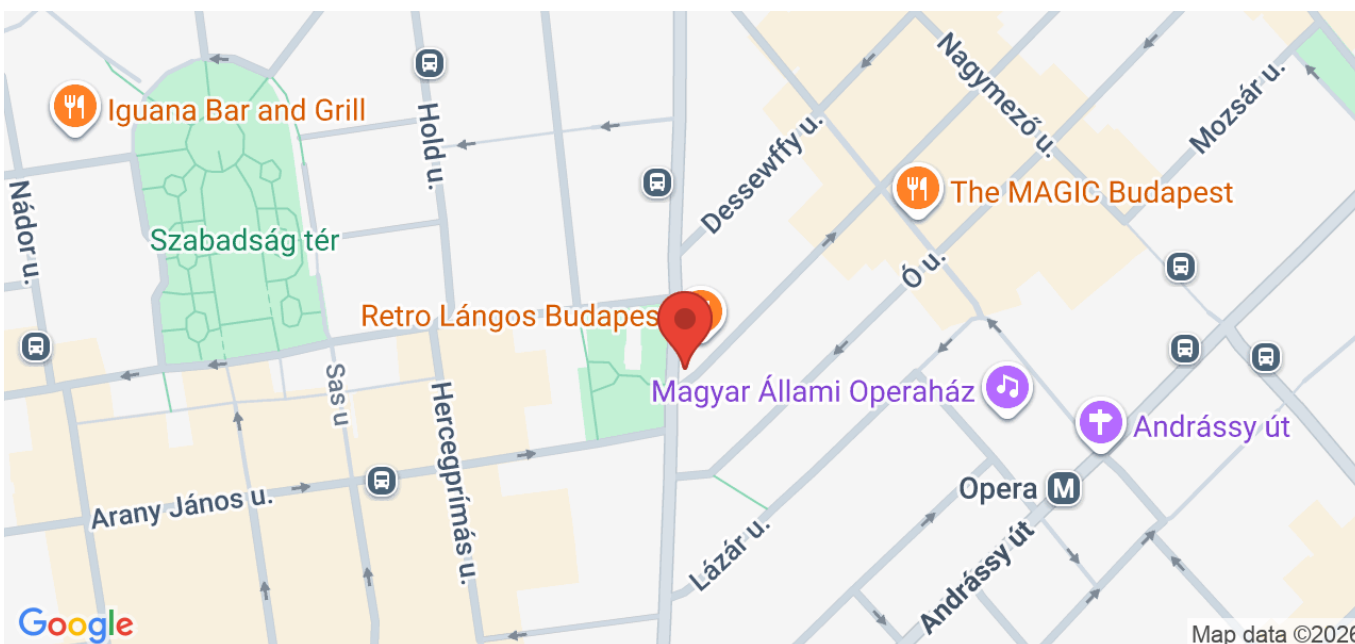 Iguana Bar and Grill
Hold u.
Nagymező u.
Mozsár u.
Dessewffy u.
The MAGIC Budapest
Nádor u.
Szabadság tér
Ó u.
Retro Lángos Budapes
Sas u
Hercegprímás u.
Magyar Állami Operaház
Andrássy út
Arany János u.
Opera M
Lázár u.
Andrássy út
Google
Map data ©2026